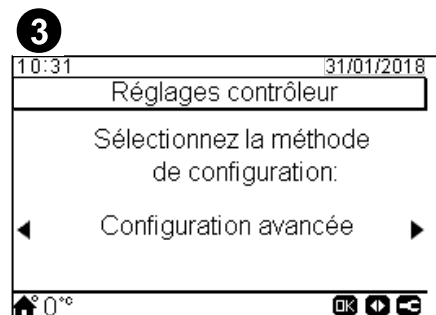 3
10:31 31/01/2018
Réglages contrôleur
Sélectionnez la méthode
de configuration:
Configuration avancée
0°c
OK